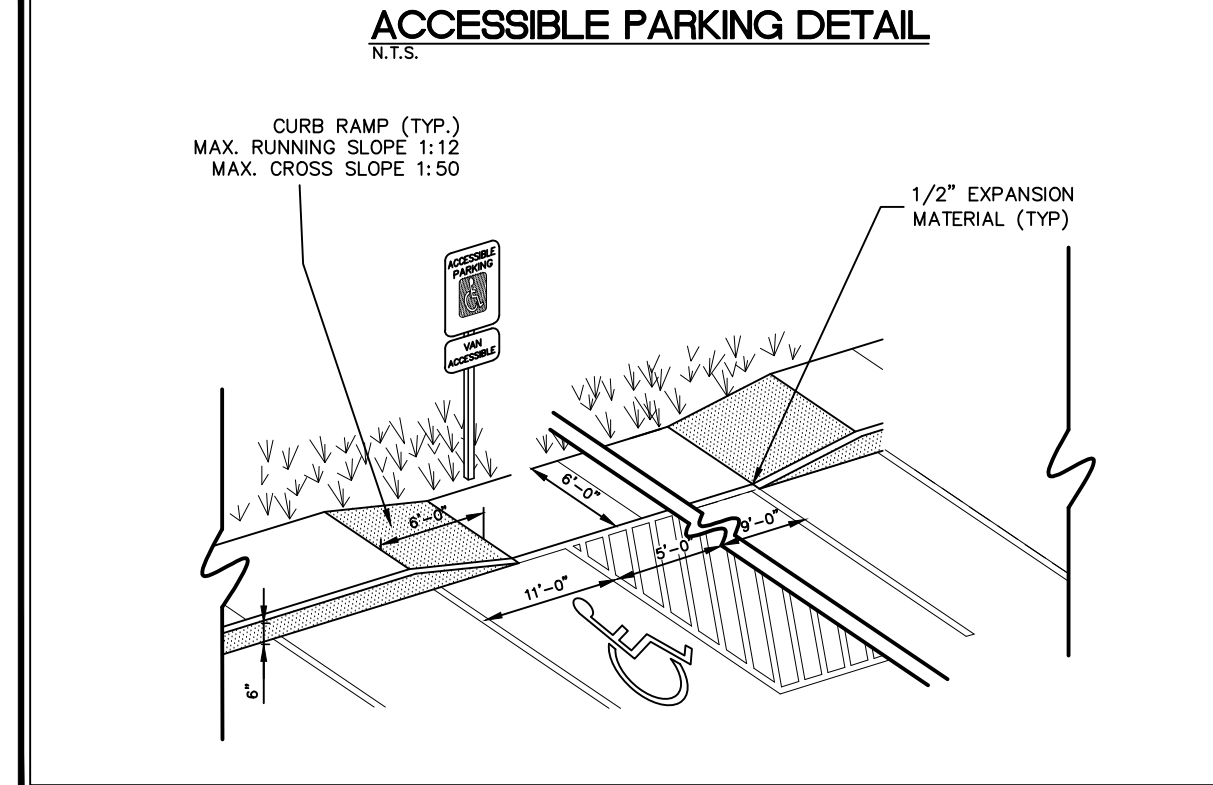 ACCESSIBLE PARKING DETAIL
N.T.S.
CURB RAMP (TYP.)
MAX. RUNNING SLOPE 1:12
MAX. CROSS SLOPE 1:50
1/2" EXPANSION
MATERIAL (TYP)
ACCESSIBLE
PARKING
VAN
ACCESSIBLE
6'-0"
6'-0"
9'-0"
5'-0"
11'-0"
6"